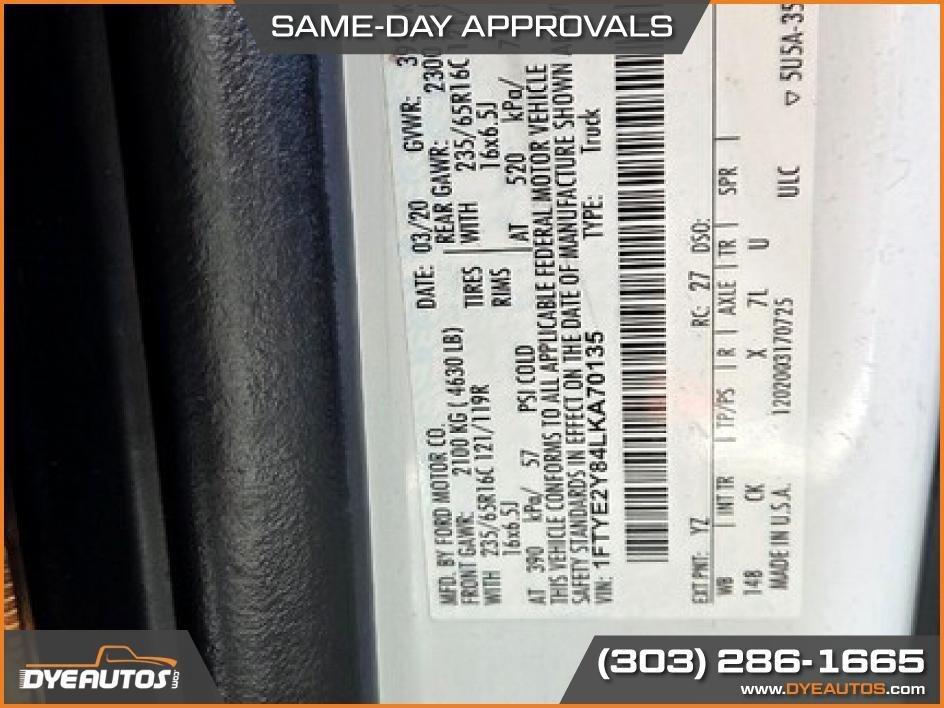 SAME-DAY APPROVALS
MFD. BY FORD MOTOR CO.
DATE: 03/20 GVWR:
FRONT GAWR: 2100 KG ( 4630 LB)
REAR GAWR: 2300
WITH 235/65R16C 121/119R
TIRES WITH 235/65R16C
16x6.5J
RIMS 16x6.5J
AT 390 kPa/ 57 PSI COLD
AT 520 kPa/
THIS VEHICLE CONFORMS TO ALL APPLICABLE FEDERAL MOTOR VEHICLE
SAFETY STANDARDS IN EFFECT ON THE DATE OF MANUFACTURE SHOWN
VIN: 1FTYE2Y84LKA70135
TYPE: Truck
EXT PNT: YZ RC: 27 DSO:
WB INT TR TP/PS R AXLE TR SPR
148 CK X 7L U
MADE IN U.S.A. 1202003170725 ULC
▽ 5U5A-35
DYEAUTOS.com
(303) 286-1665
www.DYEAUTOS.com